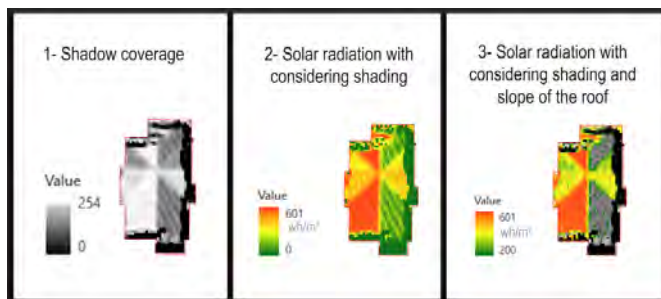 1- Shadow coverage
Value
254
0
2- Solar radiation with
considering shading
Value
601
wh/m²
0
3- Solar radiation with
considering shading and
slope of the roof
Value
601
wh/m²
200